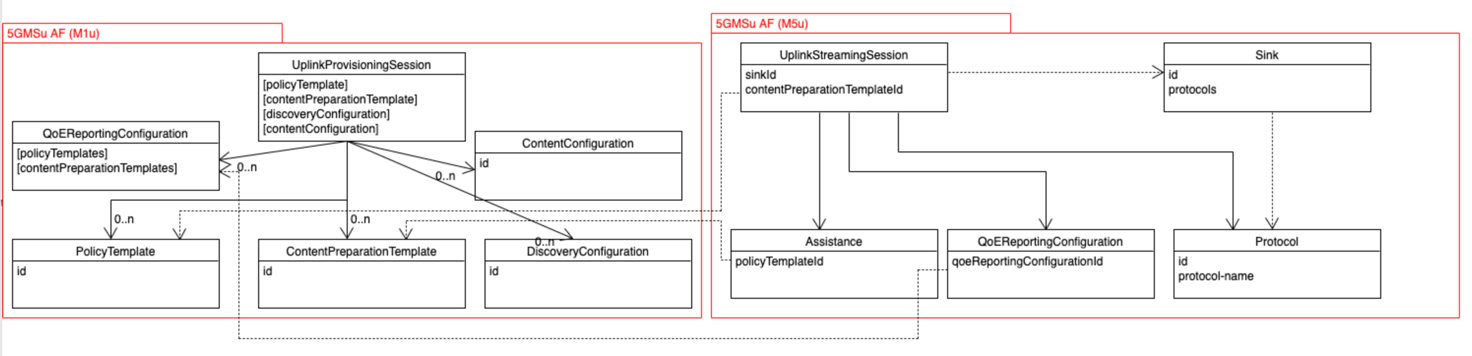 5GMSu AF (M1u)
UplinkProvisioningSession
[policyTemplate]
[contentPreparationTemplate]
[discoveryConfiguration]
[contentConfiguration]
QoEReportingConfiguration
[policyTemplates]
[contentPreparationTemplates]
ContentConfiguration
id
0..n
0..n
0..n
0..n
0..n
PolicyTemplate
id
ContentPreparationTemplate
id
DiscoveryConfiguration
id
5GMSu AF (M5u)
UplinkStreamingSession
sinkId
contentPreparationTemplateId
Sink
id
protocols
Assistance
policyTemplateId
QoEReportingConfiguration
qoeReportingConfigurationId
Protocol
id
protocol-name